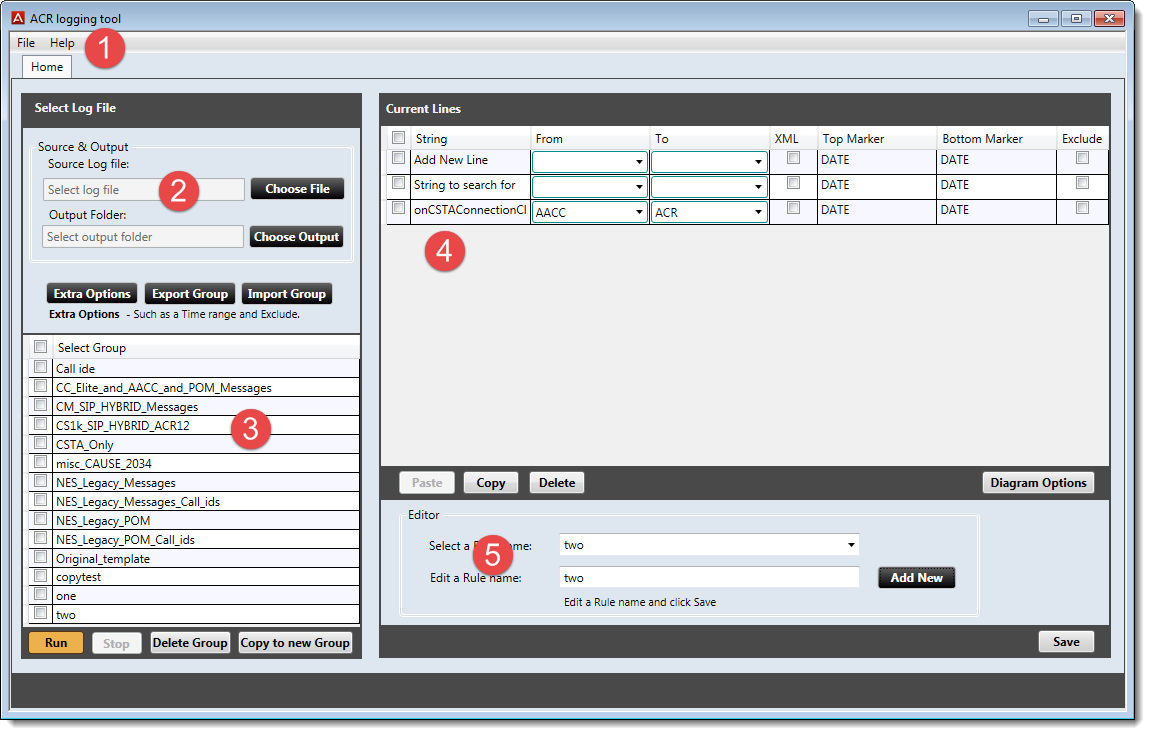 ACR logging tool
File Help 1
Home
Select Log File
Source & Output
Source Log file:
Select log file 2 Choose File
Output Folder:
Select output folder Choose Output
Extra Options Export Group Import Group
Extra Options - Such as a Time range and Exclude.
Select Group
Call ide
CC_Elite_and_AACC_and_POM_Messages
CM_SIP_HYBRID_Messages
CS1k_SIP_HYBRID_ACR12
3
CSTA_Only
misc_CAUSE_2034
NES_Legacy_Messages
NES_Legacy_Messages_Call_ids
NES_Legacy_POM
NES_Legacy_POM_Call_ids
Original_template
copytest
one
two
Run Stop Delete Group Copy to new Group
Current Lines
String From To XML Top Marker Bottom Marker Exclude
Add New Line DATE DATE
String to search for DATE DATE
onCSTAConnectionCl AACC ACR DATE DATE
4
Paste Copy Delete Diagram Options
Editor
Select a 5 me: two
Edit a Rule name: two Add New
Edit a Rule name and click Save
Save